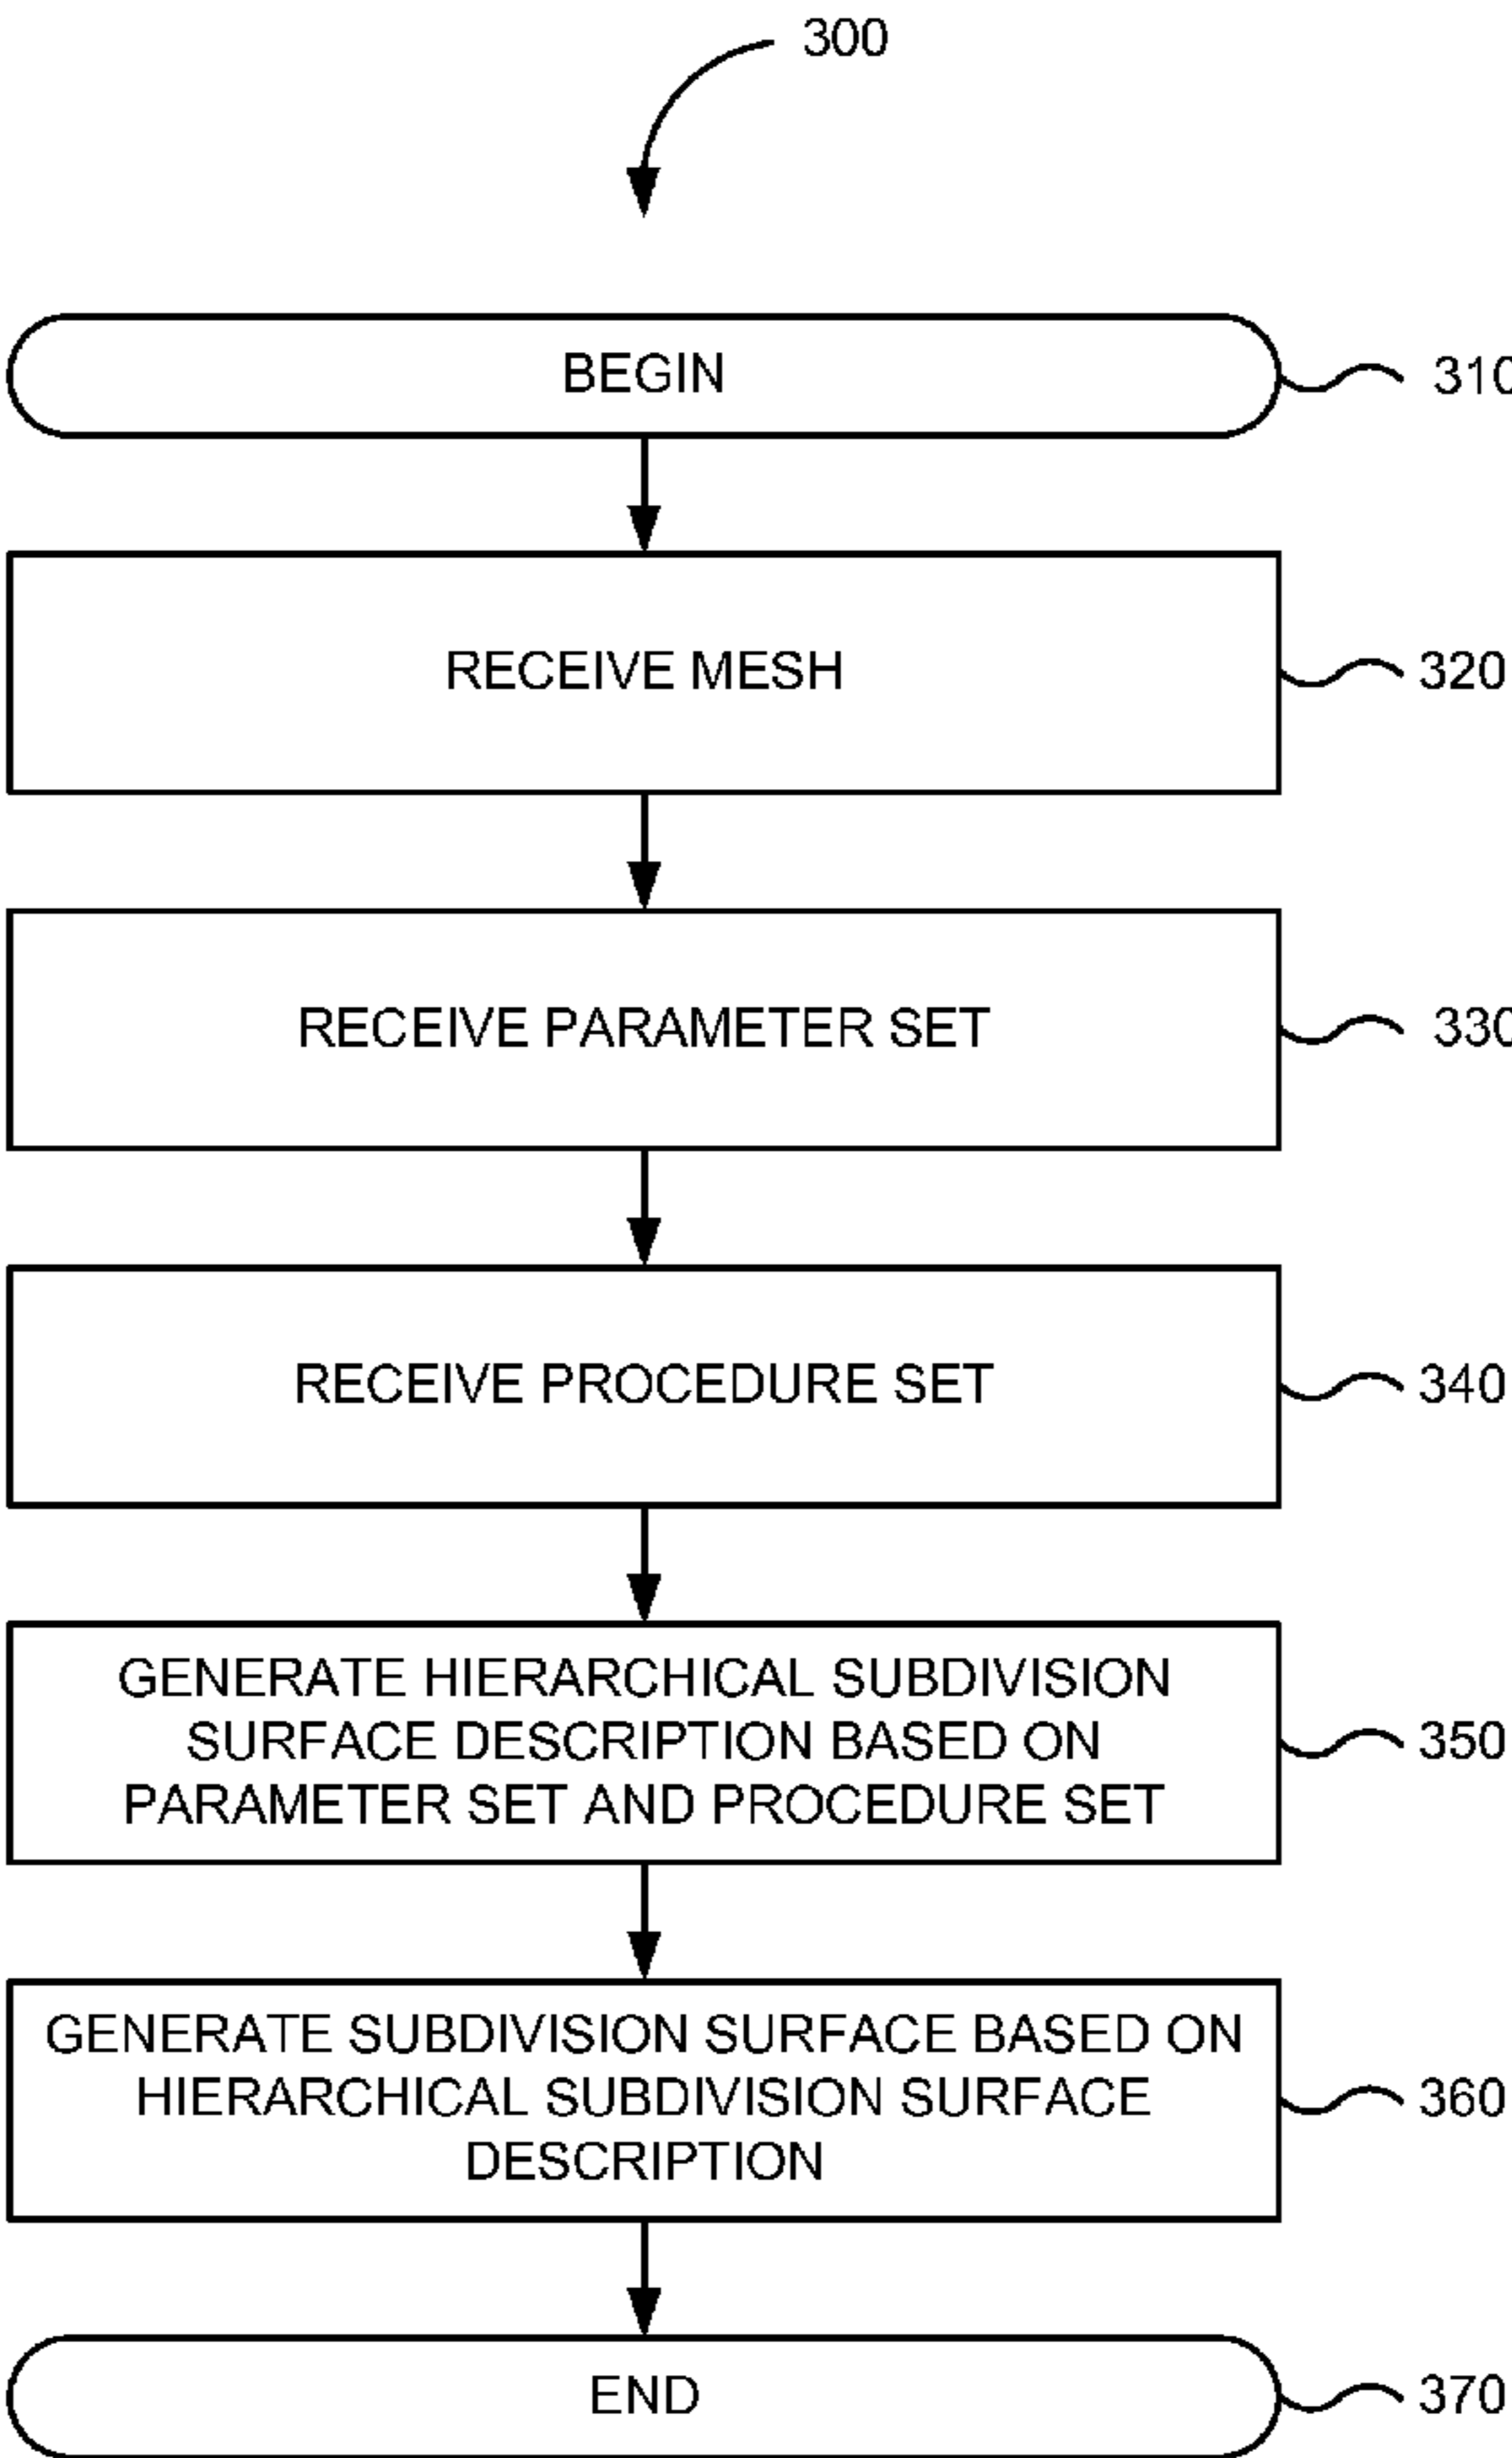 300
BEGIN
310
RECEIVE MESH
320
RECEIVE PARAMETER SET
330
RECEIVE PROCEDURE SET
340
GENERATE HIERARCHICAL SUBDIVISION
SURFACE DESCRIPTION BASED ON
PARAMETER SET AND PROCEDURE SET
350
GENERATE SUBDIVISION SURFACE BASED ON
HIERARCHICAL SUBDIVISION SURFACE
DESCRIPTION
360
END
370